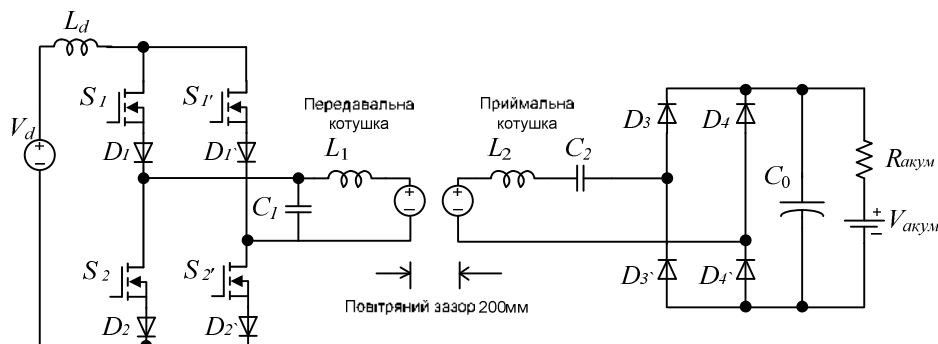 L_d
S_1
S_1'
Передавальна
котушка
Приймальна
котушка
V_d
D_1
D_1`
L_1
L_2
C_2
D_3
D_4
R_акум
C_1
C_0
V_акум
S_2
S_2'
D_3`
D_4`
Повітряний зазор 200мм
D_2
D_2`